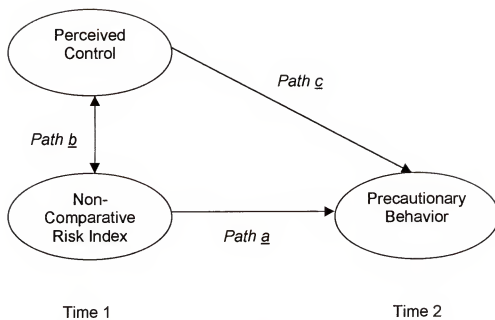 Perceived
Control
Path c
Path b
Non-
Comparative
Risk Index
Precautionary
Behavior
Path a
Time 1
Time 2